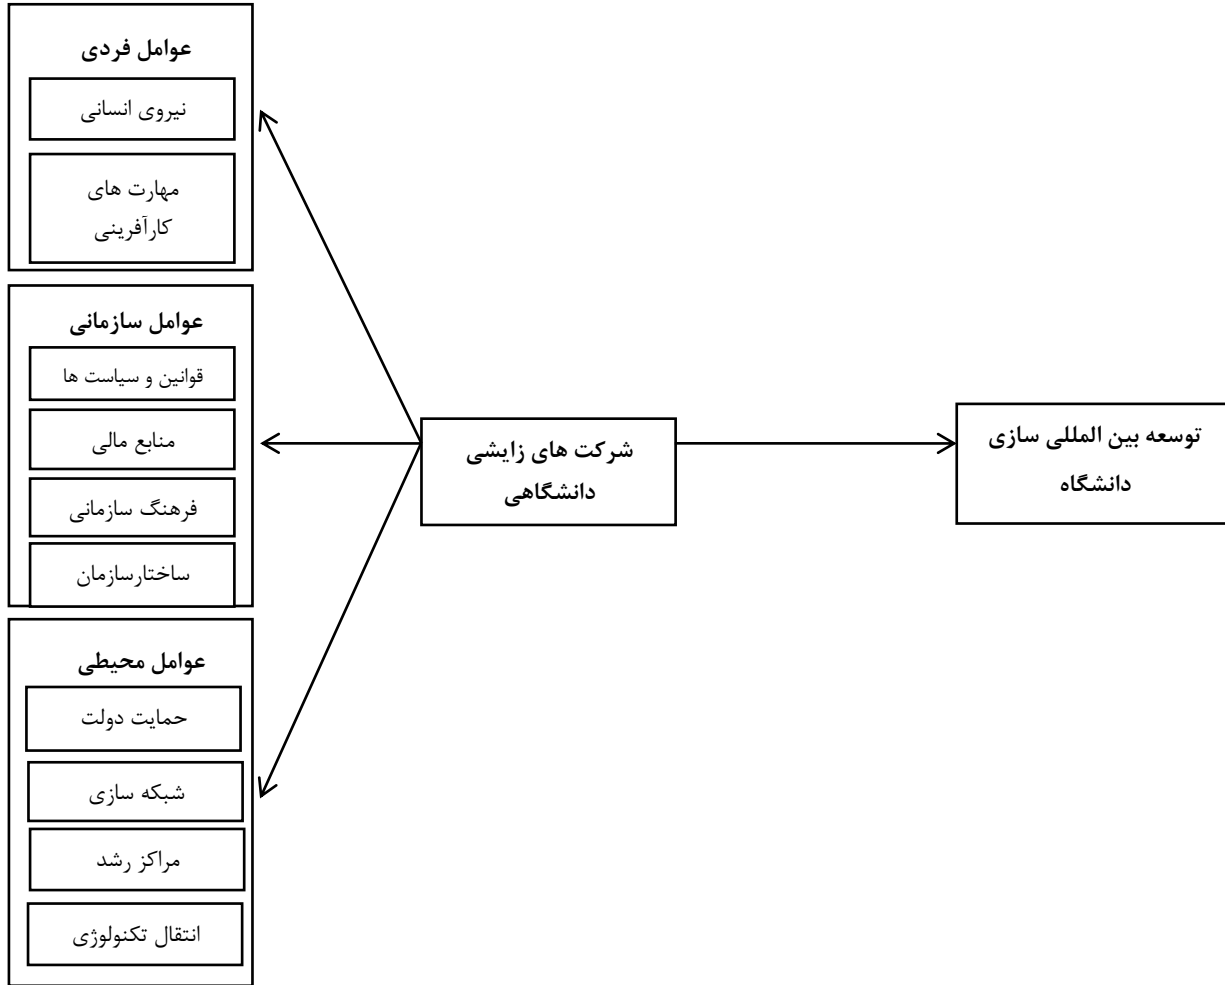 عوامل فردی
نیروی انسانی
مهارت های
کارآفرینی
عوامل سازمانی
قوانین و سیاست ها
منابع مالی
فرهنگ سازمانی
ساختارسازمان
عوامل محیطی
حمایت دولت
شبکه سازی
مراکز رشد
انتقال تکنولوژی
شرکت های زایشی
دانشگاهی
توسعه بین المللی سازی
دانشگاه